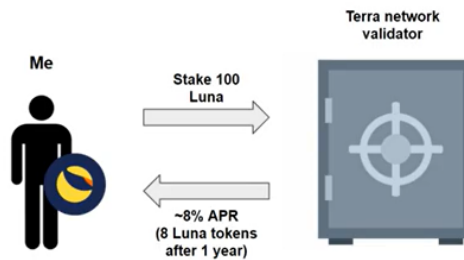 Terra network
validator
Me
Stake 100
Luna
~8% APR
(8 Luna tokens
after 1 year)